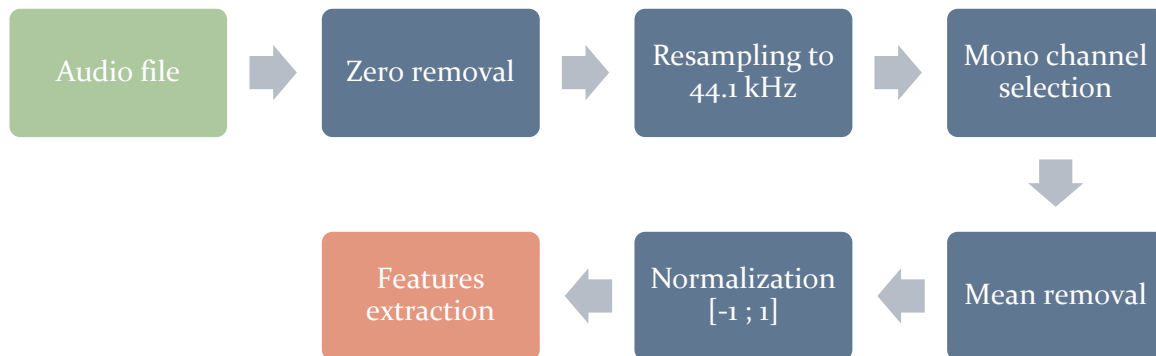 Audio file
Zero removal
Resampling to
44.1 kHz
Mono channel
selection
Mean removal
Normalization
[-1 ; 1]
Features
extraction